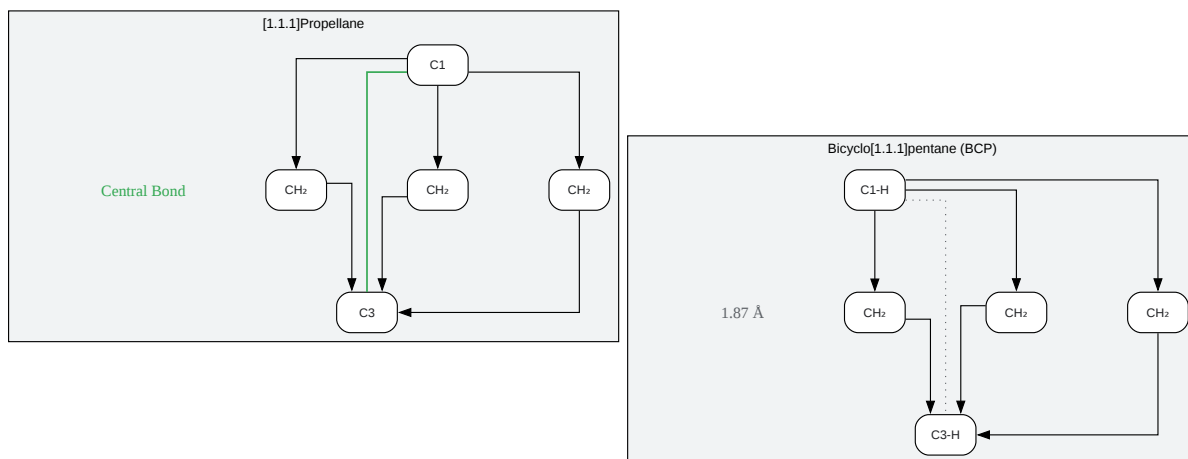 [1.1.1]Propellane
C1
Central Bond
CH₂
CH₂
CH₂
C3
Bicyclo[1.1.1]pentane (BCP)
C1-H
1.87 Å
CH₂
CH₂
CH₂
C3-H